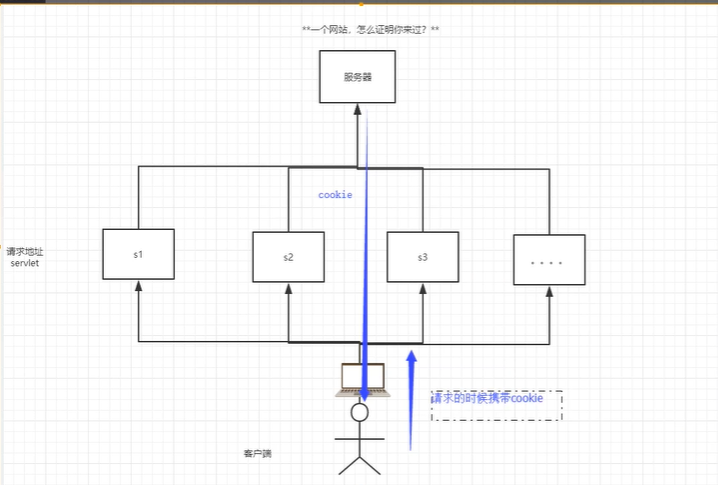 **一个网站，怎么证明你来过？**
服务器
cookie
请求地址
servlet
s1
s2
s3
。。。。
请求的时候携带cookie
客户端